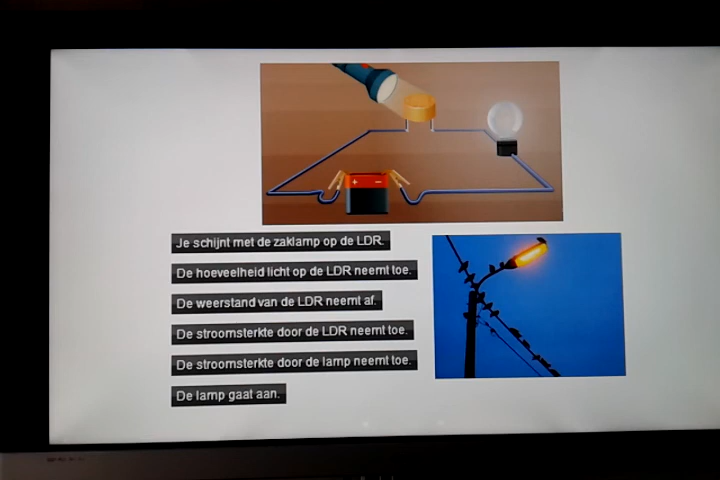 Je schijnt met de zaklamp op de LDR.
De hoeveelheid licht op de LDR neemt toe.
De weerstand van de LDR neemt af.
De stroomsterkte door de LDR neemt toe.
De stroomsterkte door de lamp neemt toe.
De lamp gaat aan.